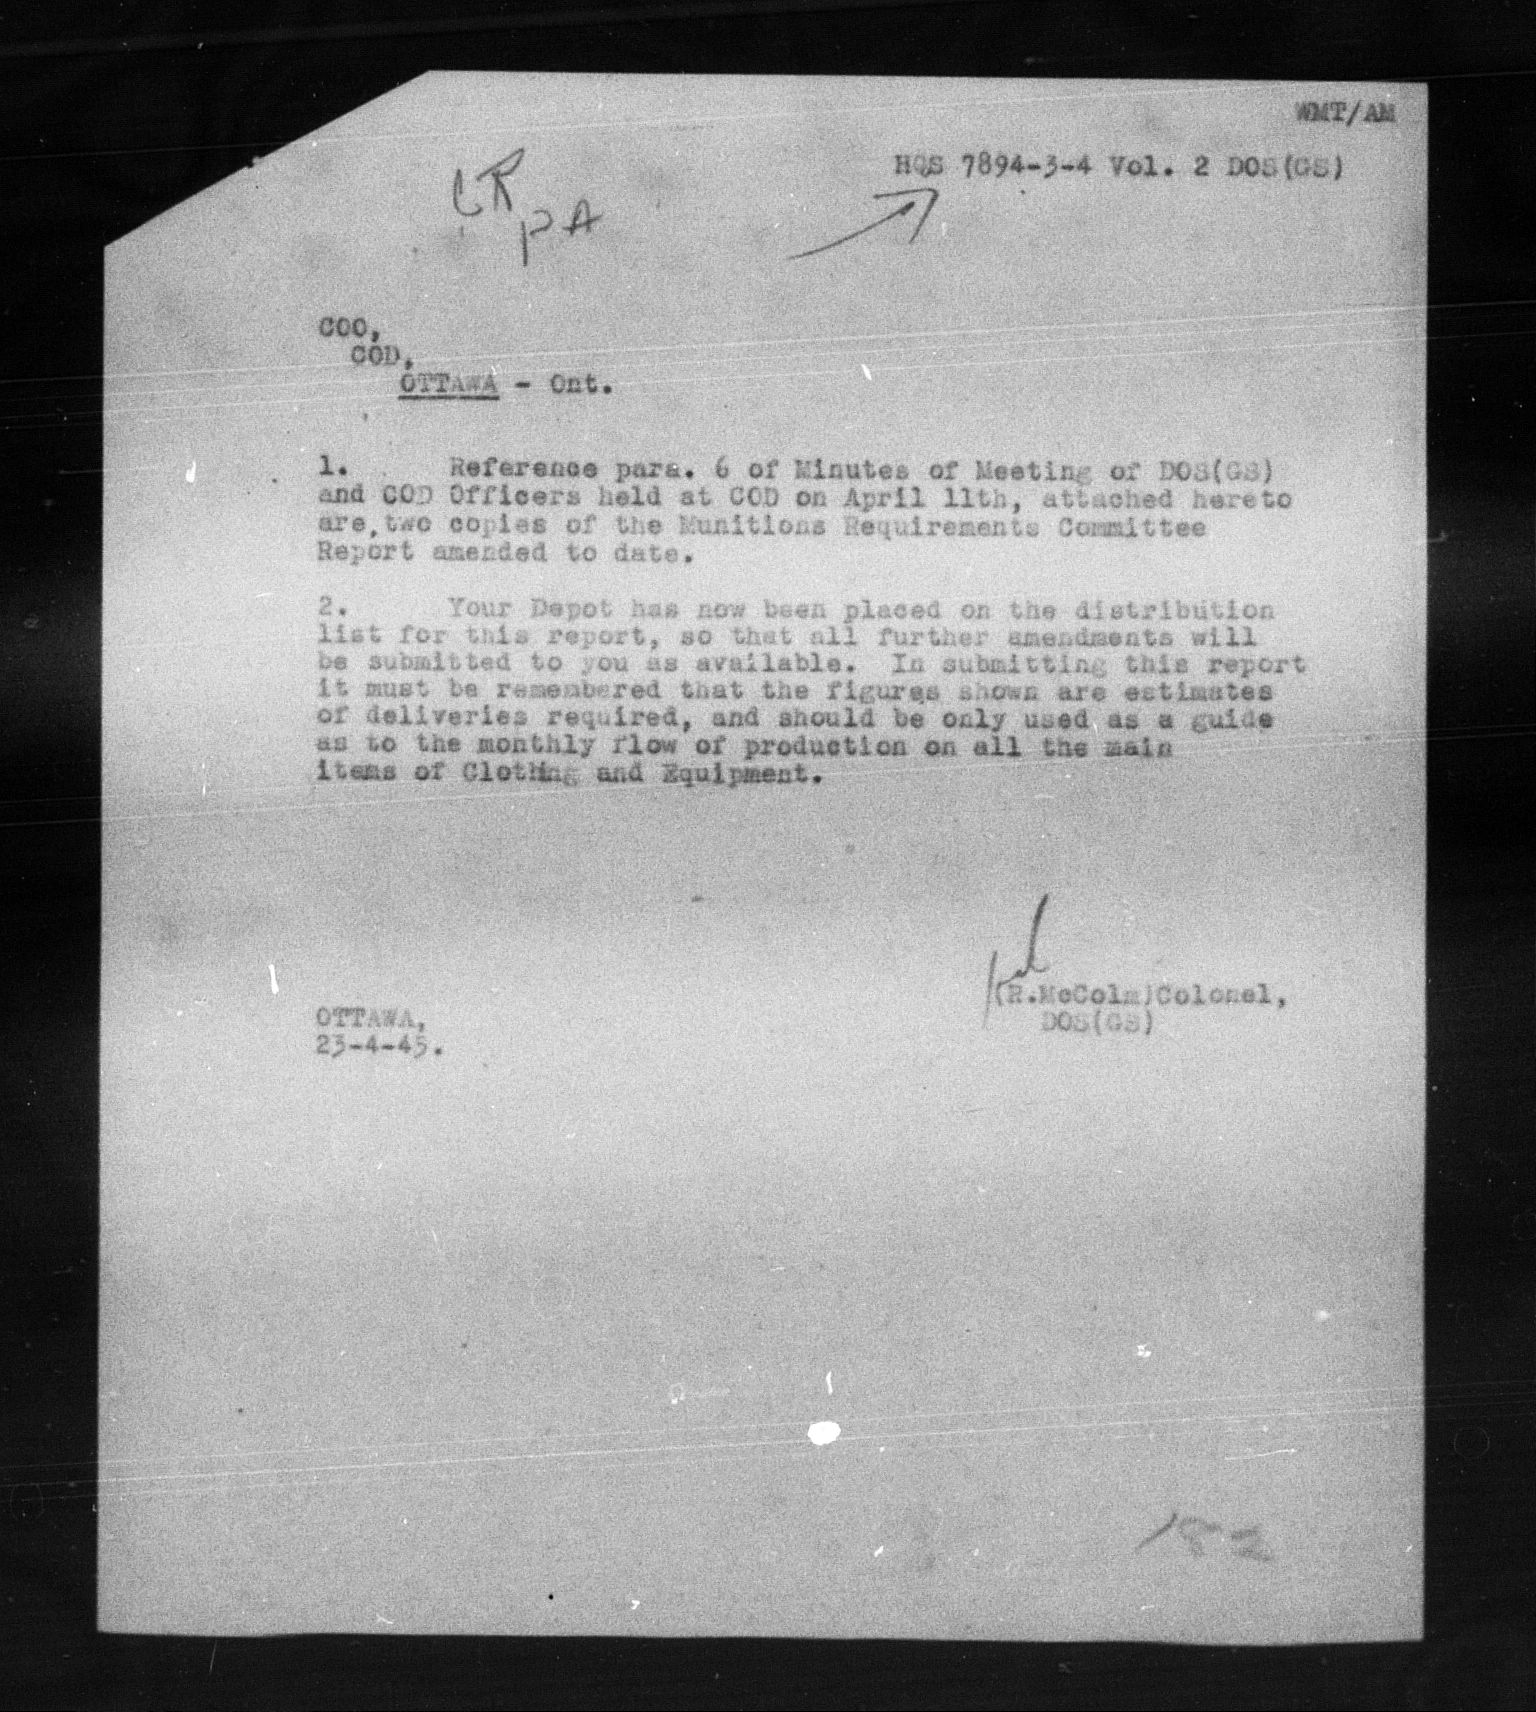 WMT/AM
HQS 7894-3-4 Vol. 2 DOS(GS)
CR
PA
COO,
COD,
OTTAWA - Ont.
1. Reference para. 6 of Minutes of Meeting of DOS(GS)
and COD Officers held at COD on April 11th, attached hereto
are, two copies of the Munitions Requirements Committee
Report amended to date.
2. Your Depot has now been placed on the distribution
list for this report, so that all further amendments will
be submitted to you as available. In submitting this report
it must be remembered that the figures shown are estimates
of deliveries required, and should be only used as a guide
as to the monthly flow of production on all the main
items of Clothing and Equipment.
(R.McColm)Colonel,
DOS(GS)
OTTAWA,
23-4-45.